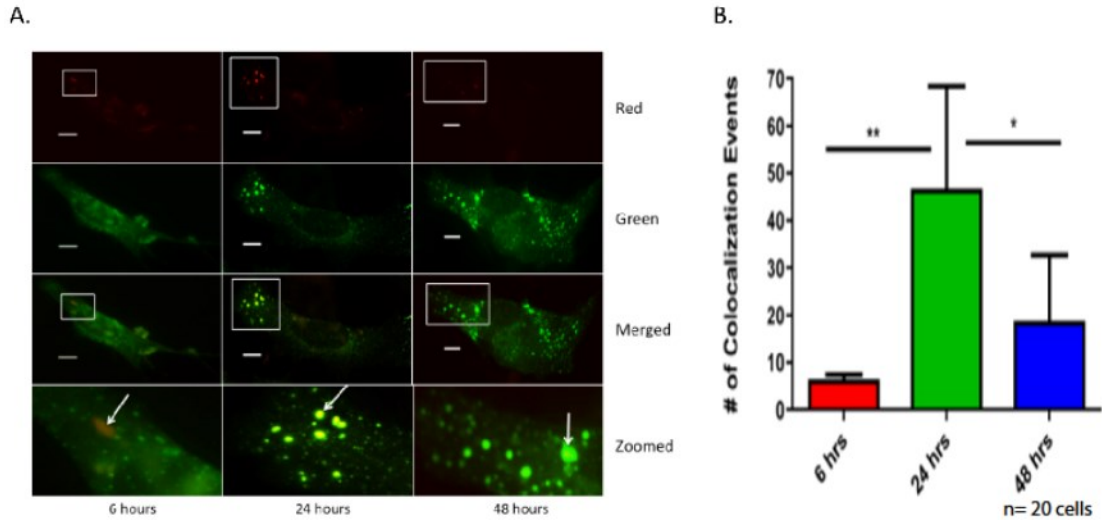 A.
Red
Green
Merged
Zoomed
6 hours
24 hours
48 hours
B.
# of Colocalization Events
70
60
50
40
30
20
10
0
**
*
6 hrs
24 hrs
48 hrs
n= 20 cells